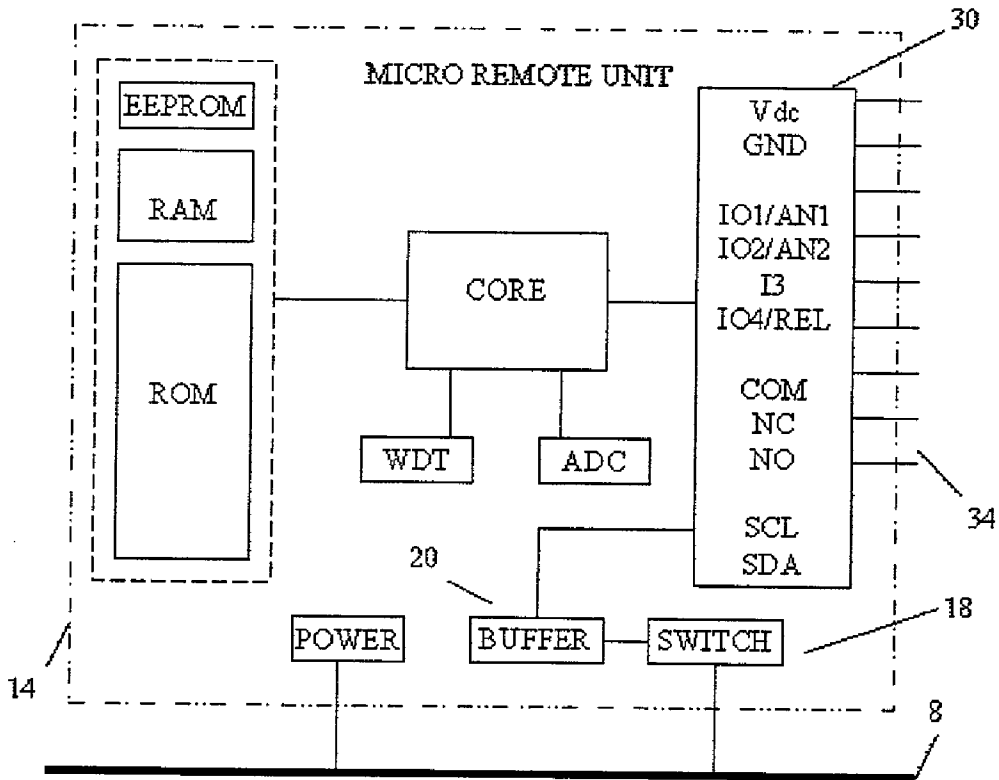 30
MICRO REMOTE UNIT
EEPROM
RAM
ROM
CORE
WDT
ADC
Vdc
GND
IO1/AN1
IO2/AN2
I3
IO4/REL
COM
NC
NO
SCL
SDA
34
20
18
POWER
BUFFER
SWITCH
14
8